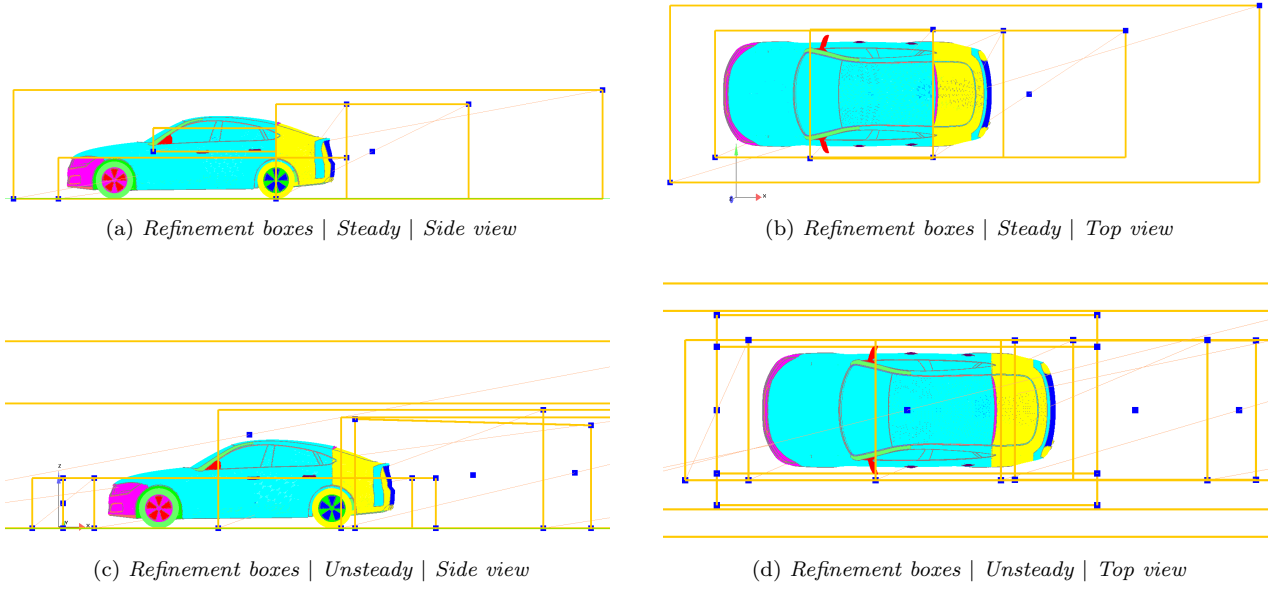 x
(a) Refinement boxes | Steady | Side view
(b) Refinement boxes | Steady | Top view
z
Y
x
(c) Refinement boxes | Unsteady | Side view
(d) Refinement boxes | Unsteady | Top view